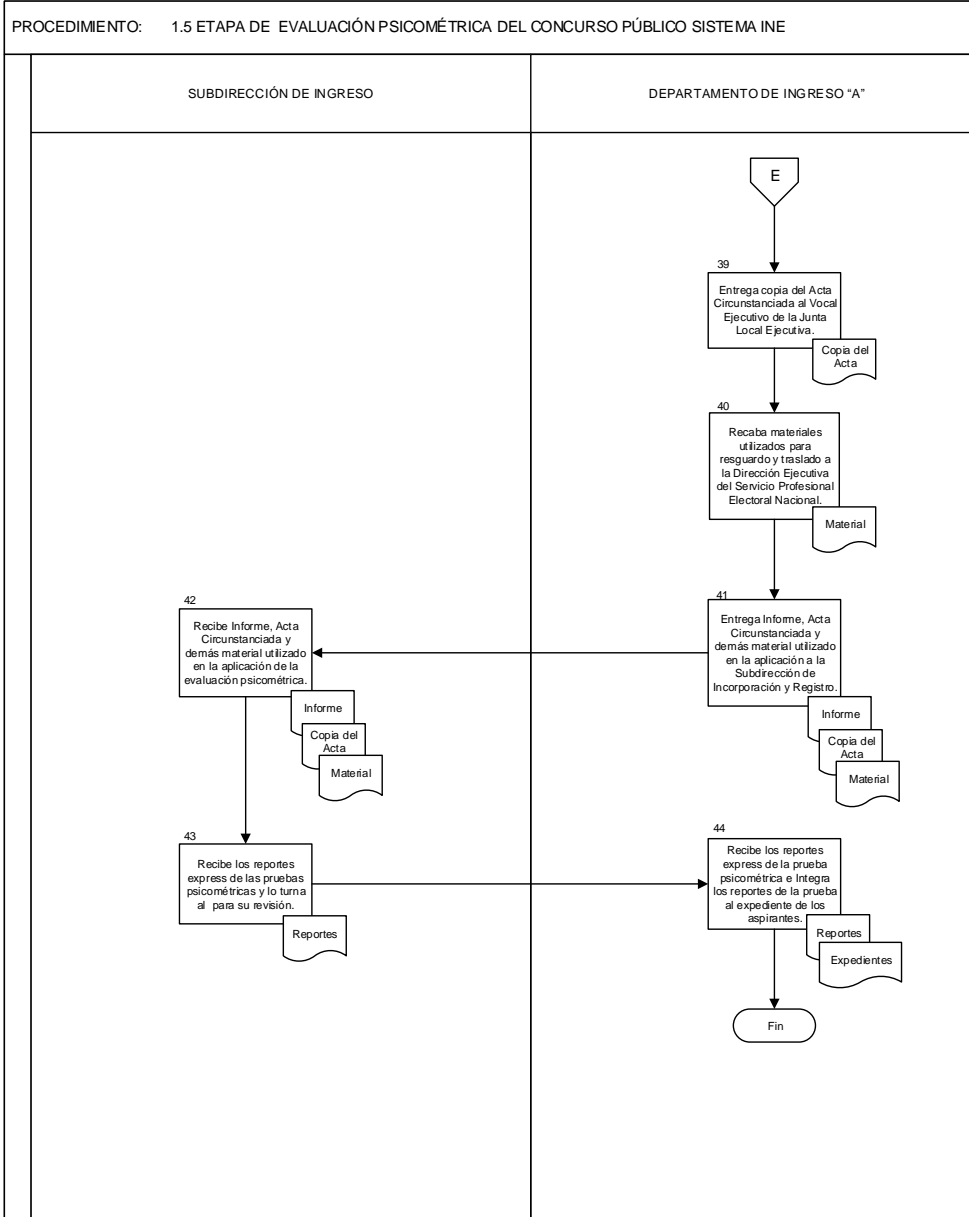 PROCEDIMIENTO: 1.5 ETAPA DE EVALUACIÓN PSICOMÉTRICA DEL CONCURSO PÚBLICO SISTEMA INE
SUBDIRECCIÓN DE INGRESO
DEPARTAMENTO DE INGRESO “A”
E
39
Entrega copia del Acta
Circunstanciada al Vocal
Ejecutivo de la Junta
Local Ejecutiva.
Copia del
Acta
40
Recaba materiales
utilizados para
resguardo y traslado a
la Dirección Ejecutiva
del Servicio Profesional
Electoral Nacional.
Material
41
Entrega Informe, Acta
Circunstanciada y
demás material utilizado
en la aplicación a la
Subdirección de
Incorporación y Registro.
Informe
Copia del
Acta
Material
42
Recibe Informe, Acta
Circunstanciada y
demás material utilizado
en la aplicación de la
evaluación psicométrica.
Informe
Copia del
Acta
Material
43
Recibe los reportes
express de las pruebas
psicométricas y lo turna
al para su revisión.
Reportes
44
Recibe los reportes
express de la prueba
psicométrica e Integra
los reportes de la prueba
al expediente de los
aspirantes.
Reportes
Expedientes
Fin